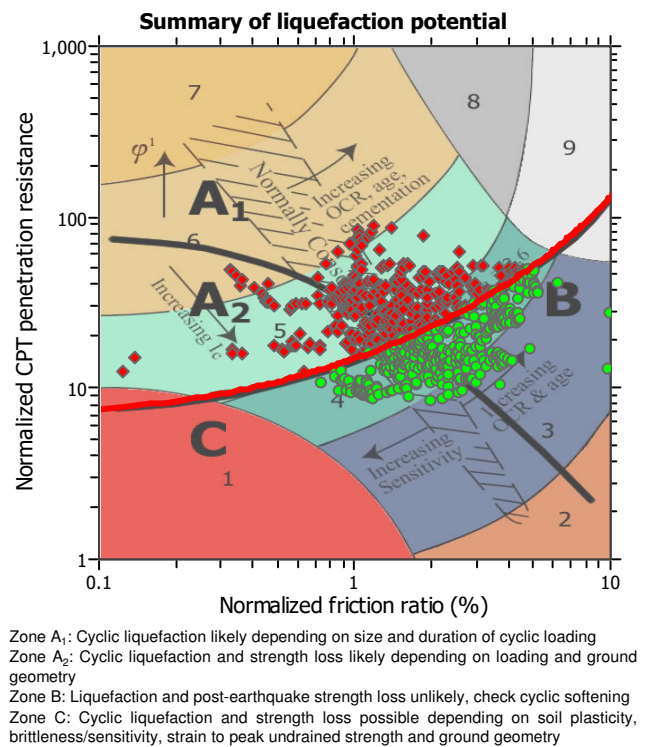 Summary of liquefaction potential
Normalized CPT penetration resistance
1,000
100
10
1
7
8
9
φ¹
Normally Conso
Increasing
OCR, age,
cementation
A₁
6
A₂
Increasing Ic
5
B
4
Increasing
OCR & age
C
1
Increasing
Sensitivity
3
2
0.1
1
10
Normalized friction ratio (%)
Zone A₁: Cyclic liquefaction likely depending on size and duration of cyclic loading
Zone A₂: Cyclic liquefaction and strength loss likely depending on loading and ground
geometry
Zone B: Liquefaction and post-earthquake strength loss unlikely, check cyclic softening
Zone C: Cyclic liquefaction and strength loss possible depending on soil plasticity,
brittleness/sensitivity, strain to peak undrained strength and ground geometry